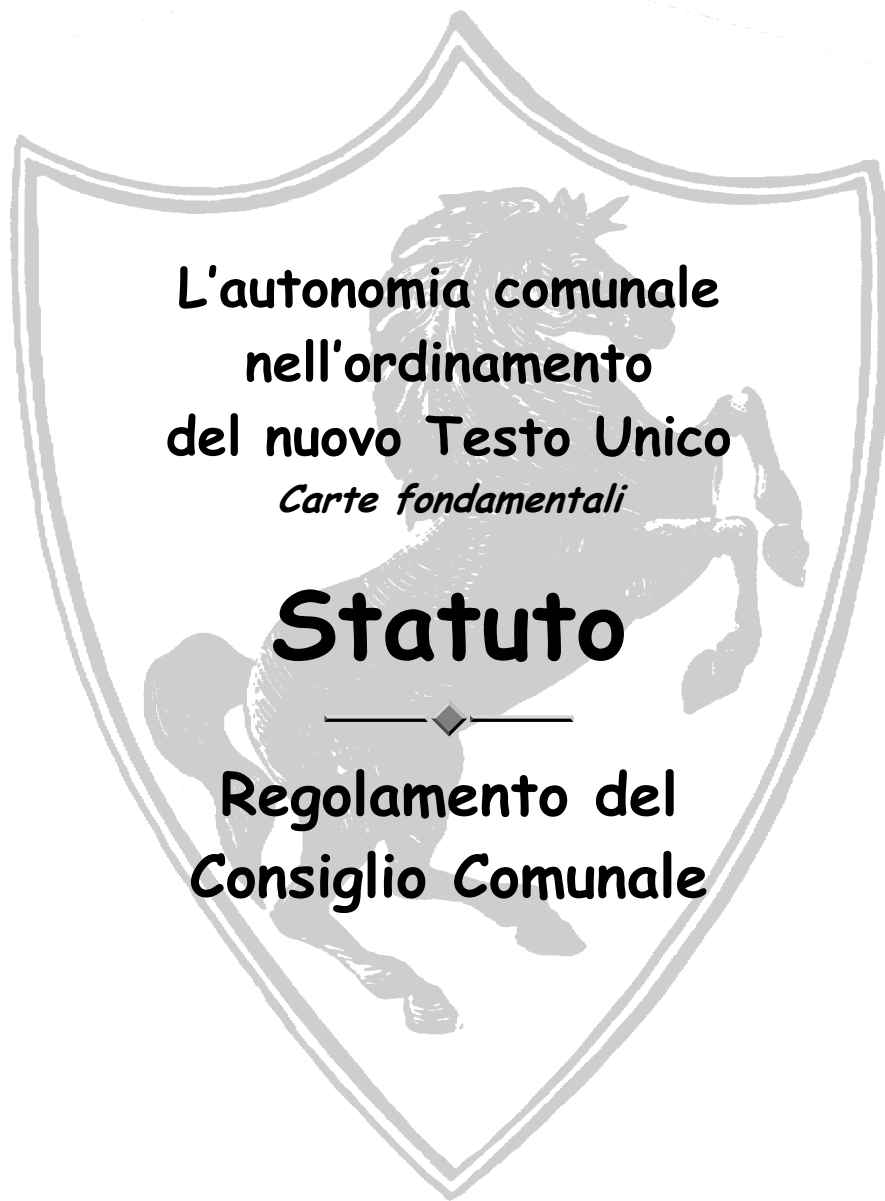 L’autonomia comunale
nell’ordinamento
del nuovo Testo Unico
Carte fondamentali
Statuto
Regolamento del
Consiglio Comunale